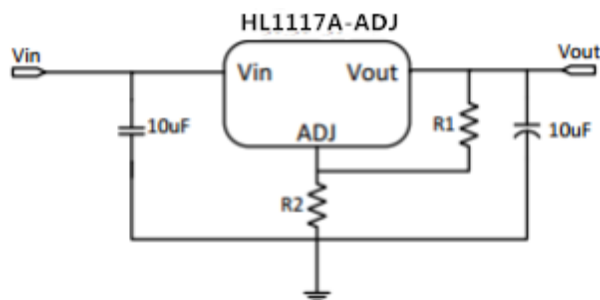 HL1117A-ADJ
Vin
Vout
Vin
Vout
10uF
R1
10uF
ADJ
R2